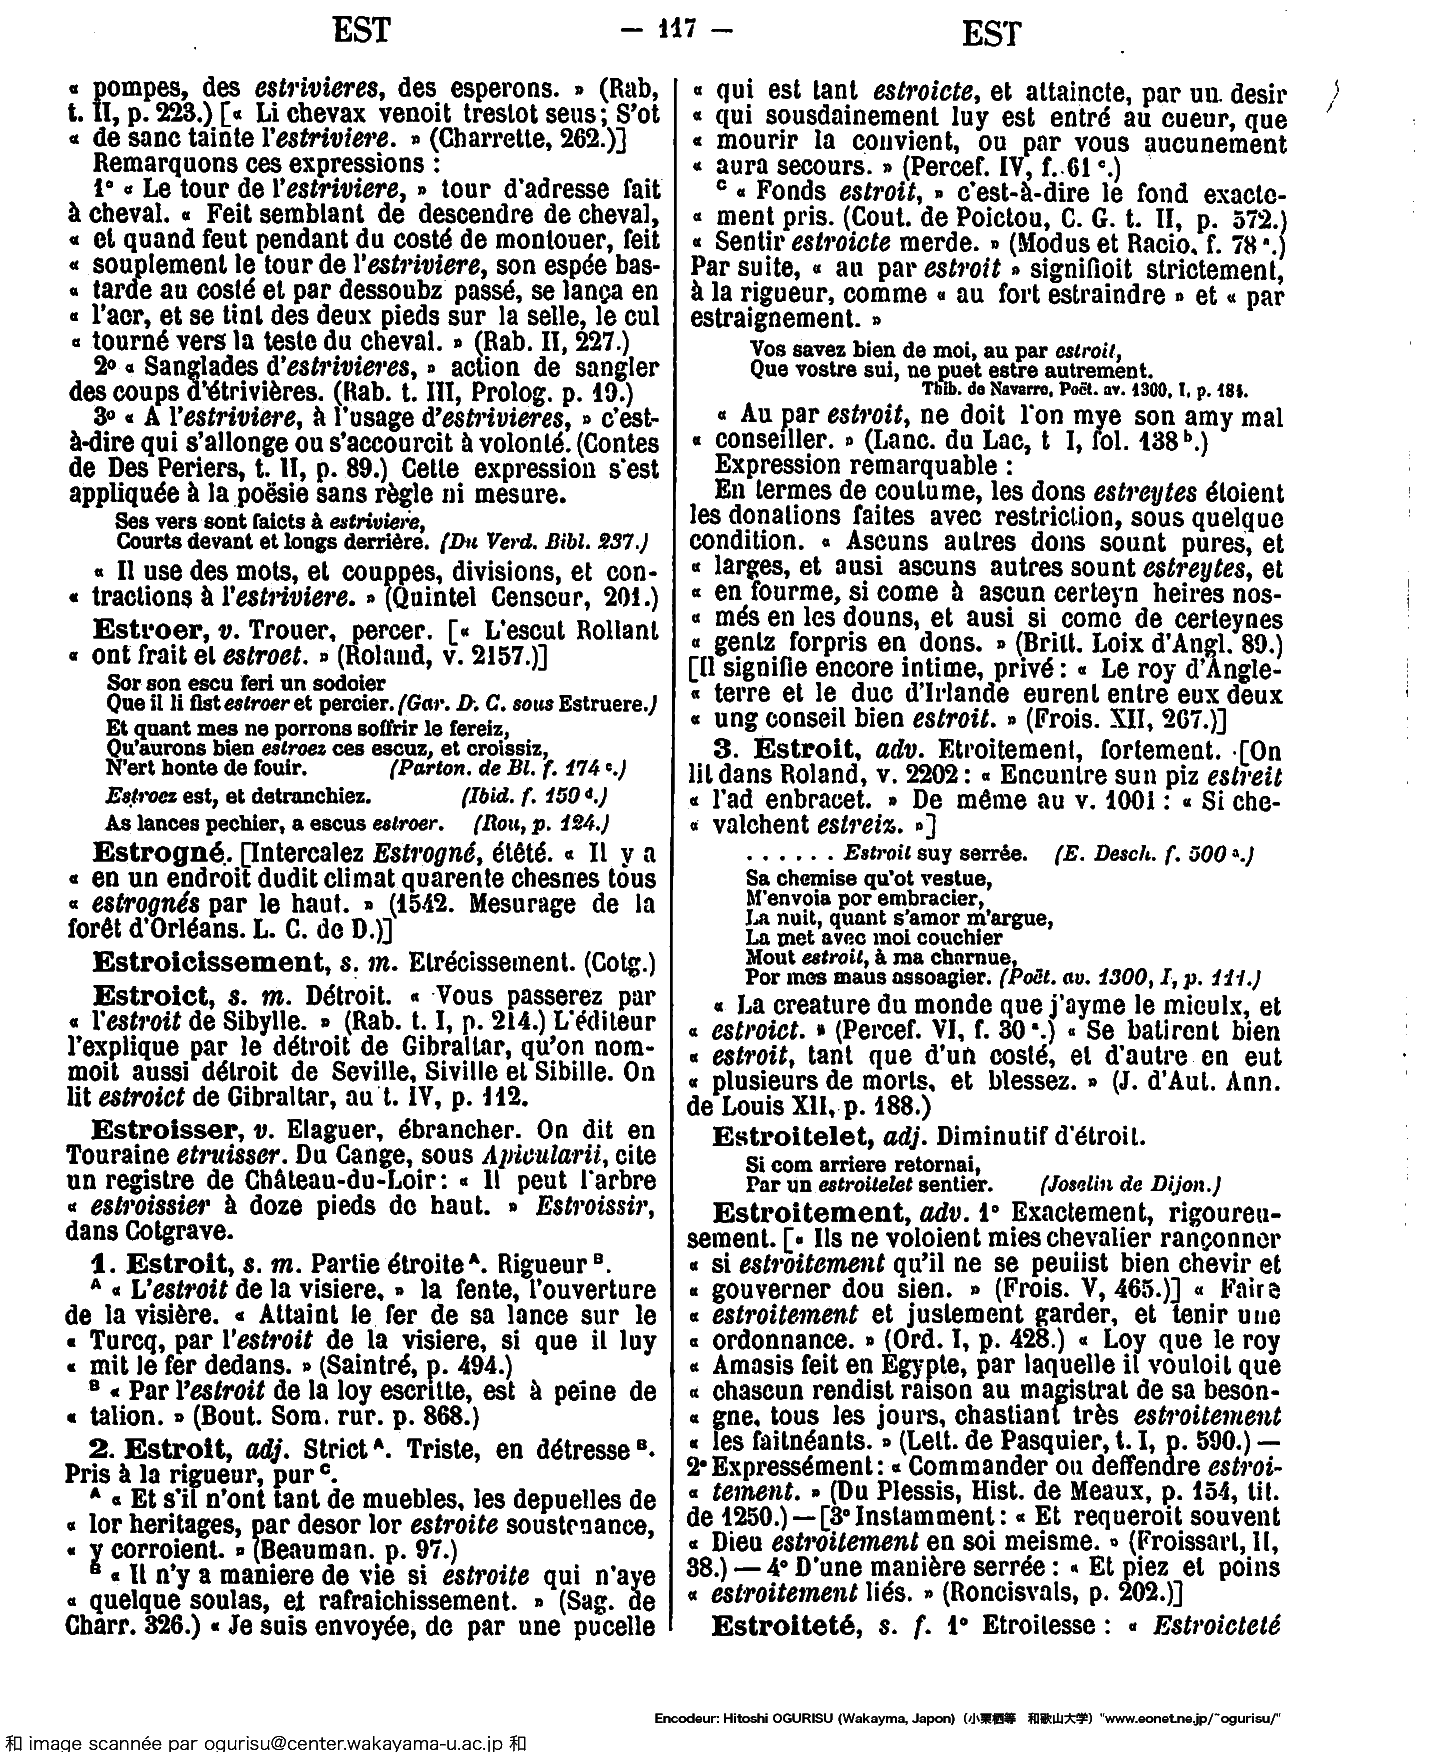 EST
— 117 —
EST
« pompes, des estrivieres, des esperons. » (Rab,
t. II, p. 223.) [« Li chevax venoit trestot seus; S'ot
« de sanc tainte l'estriviere. » (Charrette, 262.)]
Remarquons ces expressions :
1° « Le tour de l'estriviere, » tour d'adresse fait
à cheval. « Feit semblant de descendre de cheval,
« et quand feut pendant du costé de montouer, feit
« souplement le tour de l'estriviere, son espée bas-
« tarde au costé et par dessoubz passé, se lança en
« l'aer, et se tint des deux pieds sur la selle, le cul
« tourné vers la teste du cheval. » (Rab. II, 227.)
2° « Sanglades d'estrivieres, » action de sangler
des coups d'étrivières. (Rab. t. III, Prolog. p. 19.)
3° « A l'estriviere, à l'usage d'estrivieres, » c'est-
à-dire qui s'allonge ou s'accourcit à volonté. (Contes
de Des Periers, t. II, p. 89.) Cette expression s'est
appliquée à la poësie sans règle ni mesure.
Ses vers sont faicts à estriviere,
Courts devant et longs derrière. (Du Verd. Bibl. 237.)
« Il use des mots, et couppes, divisions, et con-
« tractions à l'estriviere. » (Quintel Censeur, 201.)
Estroer, v. Trouer, percer. [« L'escut Rollant
« ont frait et estroet. » (Roland, v. 2157.)]
Sor son escu feri un sodoier
Que il li fist estroer et percier. (Gar. D. C. sous Estruere.)
Et quant mes ne porrons soffrir le fereiz,
Qu'aurons bien estroez ces escuz, et croissiz,
N'ert honte de fouir. (Parton. de Bl. f. 174 c.)
Estroez est, et detranchiez. (Ibid. f. 159 d.)
As lances pechier, a escus estroer. (Rou, p. 124.)
Estrogné. [Intercalez Estrogné, étêté. « Il y a
« en un endroit dudit climat quarente chesnes tous
« estrognés par le haut. » (1542. Mesurage de la
forêt d'Orléans. L. C. de D.)]
Estroicissement, s. m. Etrécissement. (Cotg.)
Estroict, s. m. Détroit. « Vous passerez par
« l'estroit de Sibylle. » (Rab. t. I, p. 214.) L'éditeur
l'explique par le détroit de Gibraltar, qu'on nom-
moit aussi détroit de Seville, Siville et Sibille. On
lit estroict de Gibraltar, au t. IV, p. 112.
Estroisser, v. Elaguer, ébrancher. On dit en
Touraine etruisser. Du Cange, sous Apicularii, cite
un registre de Château-du-Loir : « Il peut l'arbre
« estroissier à doze pieds de haut. » Estroissir,
dans Cotgrave.
1. Estroit, s. m. Partie étroite A. Rigueur B.
A « L'estroit de la visiere, » la fente, l'ouverture
de la visière. « Attaint le fer de sa lance sur le
« Turcq, par l'estroit de la visiere, si que il luy
« mit le fer dedans. » (Saintré, p. 494.)
B « Par l'estroit de la loy escritte, est à peine de
« talion. » (Bout. Som. rur. p. 868.)
2. Estroit, adj. Strict A. Triste, en détresse B.
Pris à la rigueur, pur C.
A « Et s'il n'ont tant de muebles, les depuelles de
« lor heritages, par desor lor estroite soustenance,
« y corroient. » (Beauman. p. 97.)
B « Il n'y a maniere de vie si estroite qui n'aye
« quelque soulas, et rafraichissement. » (Sag. de
Charr. 326.) « Je suis envoyée, de par une pucelle
« qui est tant estroicte, et attaincte, par un desir
« qui sousdainement luy est entré au cueur, que
« mourir la convient, ou par vous aucunement
« aura secours. » (Percef. IV, f. 61 c.)
C « Fonds estroit, » c'est-à-dire le fond exacte-
« ment pris. (Cout. de Poictou, C. G. t. II, p. 572.)
« Sentir estroicte merde. » (Modus et Racio, f. 78 a.)
Par suite, « au par estroit » signifioit strictement,
à la rigueur, comme « au fort estraindre » et « par
estraignement. »
Vos savez bien de moi, au par estroit,
Que vostre sui, ne puet estre autrement.
Thib. de Navarre, Poët. av. 1300, I, p. 184.
« Au par estroit, ne doit l'on mye son amy mal
« conseiller. » (Lanc. du Lac, t I, fol. 138 b.)
Expression remarquable :
En termes de coutume, les dons estreytes étoient
les donations faites avec restriction, sous quelque
condition. « Ascuns autres dons sount pures, et
« larges, et ausi ascuns autres sount estreytes, et
« en fourme, si come à ascun certeyn heires nos-
« més en les douns, et ausi si come de certeynes
« gentz forpris en dons. » (Britt. Loix d'Angl. 89.)
[Il signifie encore intime, privé : « Le roy d'Angle-
« terre et le duc d'Irlande eurent entre eux deux
« ung conseil bien estroit. » (Frois. XII, 267.)]
3. Estroit, adv. Etroitement, fortement. [On
lit dans Roland, v. 2202 : « Encuntre sun piz estreit
« l'ad enbracet. » De même au v. 1001 : « Si che-
« valchent estreiz. »]
. . . . . . Estroit suy serrée. (E. Desch. f. 500 a.)
Sa chemise qu'ot vestue,
M'envoia por embracier,
La nuit, quant s'amor m'argue,
La met avec moi couchier
Mout estroit, à ma charnue,
Por mes maus assoagier. (Poët. av. 1300, I, p. 111.)
« La creature du monde que j'ayme le mieulx, et
« estroict. » (Percef. VI, f. 30 a.) « Se batirent bien
« estroit, tant que d'un costé, et d'autre en eut
« plusieurs de morts, et blessez. » (J. d'Aut. Ann.
de Louis XII, p. 188.)
Estroitelet, adj. Diminutif d'étroit.
Si com arriere retornai,
Par un estroitelet sentier. (Joselin de Dijon.)
Estroitement, adv. 1° Exactement, rigoureu-
sement. [« Ils ne voloient mies chevalier rançonner
« si estroitement qu'il ne se peuiist bien chevir et
« gouverner dou sien. » (Frois. V, 465.)] « Faire
« estroitement et justement garder, et tenir une
« ordonnance. » (Ord. I, p. 428.) « Loy que le roy
« Amasis feit en Egypte, par laquelle il vouloit que
« chascun rendist raison au magistrat de sa beson-
« gne, tous les jours, chastiant très estroitement
« les faitnéants. » (Lett. de Pasquier, t. I, p. 590.) —
2° Expressément : « Commander ou deffendre estroi-
« tement. » (Du Plessis, Hist. de Meaux, p. 154, tit.
de 1250.) — [3° Instamment : « Et requeroit souvent
« Dieu estroitement en soi meisme. » (Froissart, II,
38.) — 4° D'une manière serrée : « Et piez et poins
« estroitement liés. » (Roncisvals, p. 202.)]
Estroiteté, s. f. 1° Etroitesse : « Estroicteté
Encodeur: Hitoshi OGURISU (Wakayma, Japon) (小栗栖等 和歌山大学) "www.eonet.ne.jp/~ogurisu/"
和 image scannée par ogurisu@center.wakayama-u.ac.jp 和